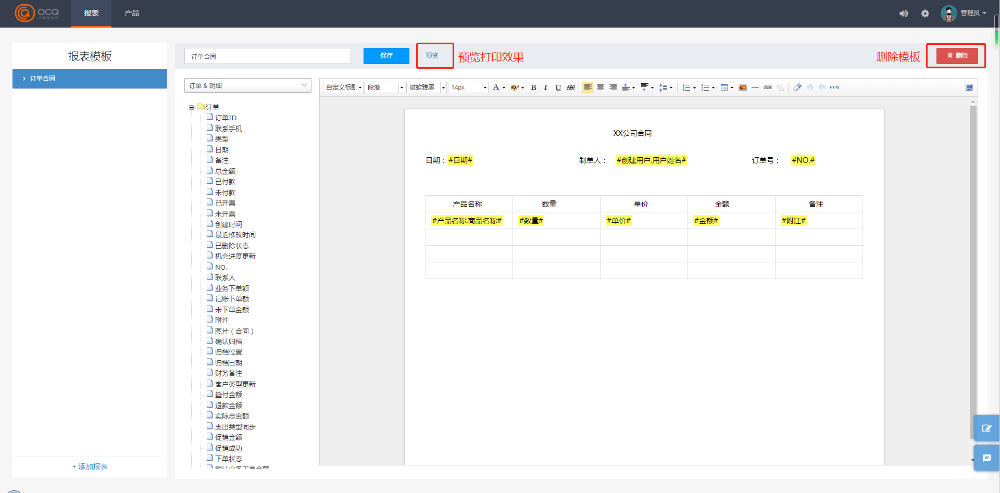 OCQ 报表 产品 管理员
报表模板
订单合同
订单合同 保存 预览 预览打印效果 删除模板 删除
订单 & 明细
自定义标题 段落 微软雅黑 14px A ab B I U ABC HTML
订单
订单ID
联系手机
类型
日期
备注
总金额
已付款
未付款
已开票
未开票
创建时间
最近修改时间
已删除状态
机会进度更新
NO.
联系人
业务下单额
记账下单额
未下单金额
附件
图片（合同）
确认归档
归档位置
归档日期
财务备注
客户类型更新
垫付金额
退款金额
实际总金额
支出类型同步
促销金额
促销成功
下单状态
默认业务下单金额
XX公司合同
日期：#日期# 制单人： #创建用户.用户姓名# 订单号： #NO.#
产品名称 数量 单价 金额 备注
#产品名称.商品名称# #数量# #单价# #金额# #附注#
+ 添加报表